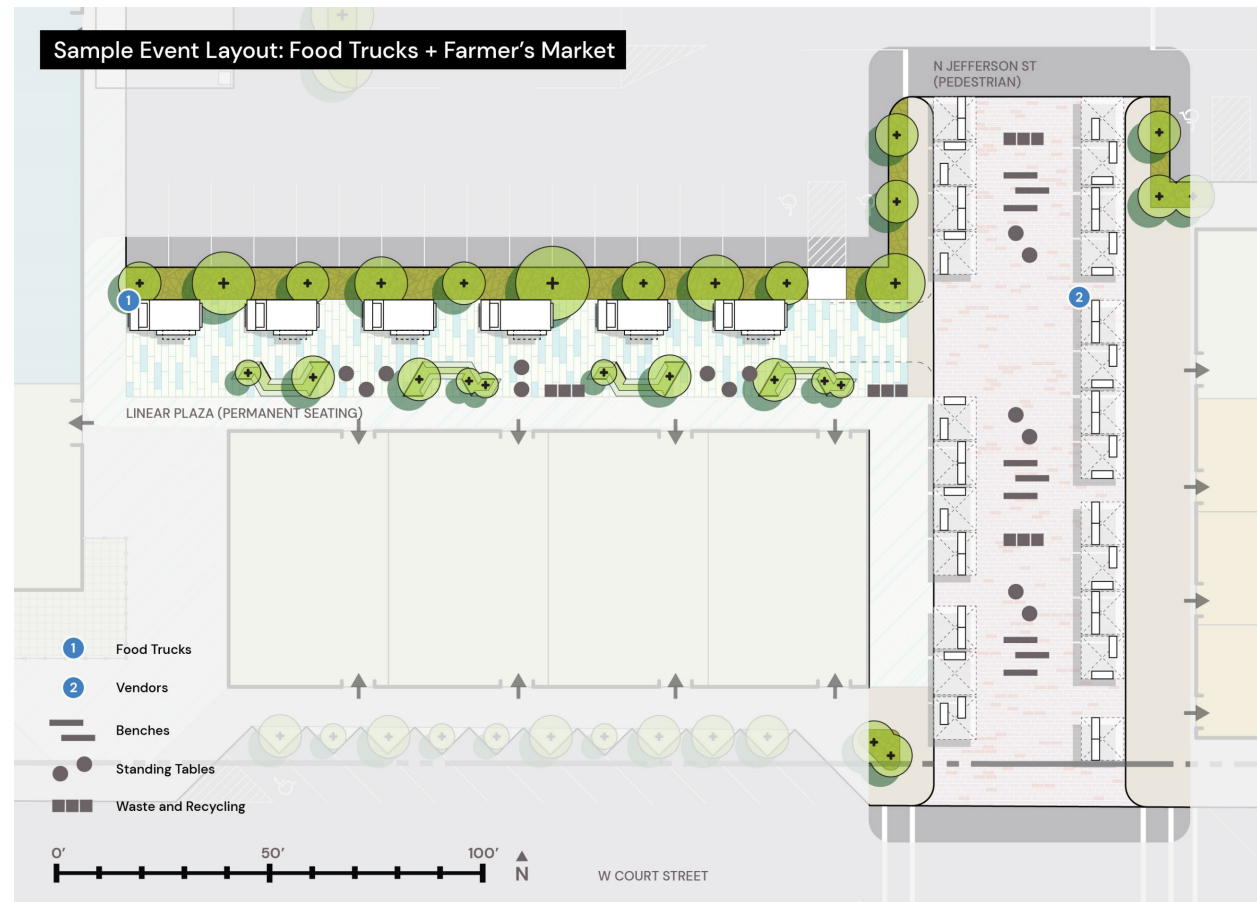 Sample Event Layout: Food Trucks + Farmer's Market
N JEFFERSON ST
(PEDESTRIAN)
1
2
LINEAR PLAZA (PERMANENT SEATING)
1 Food Trucks
2 Vendors
Benches
Standing Tables
Waste and Recycling
0' 50' 100'
N
W COURT STREET